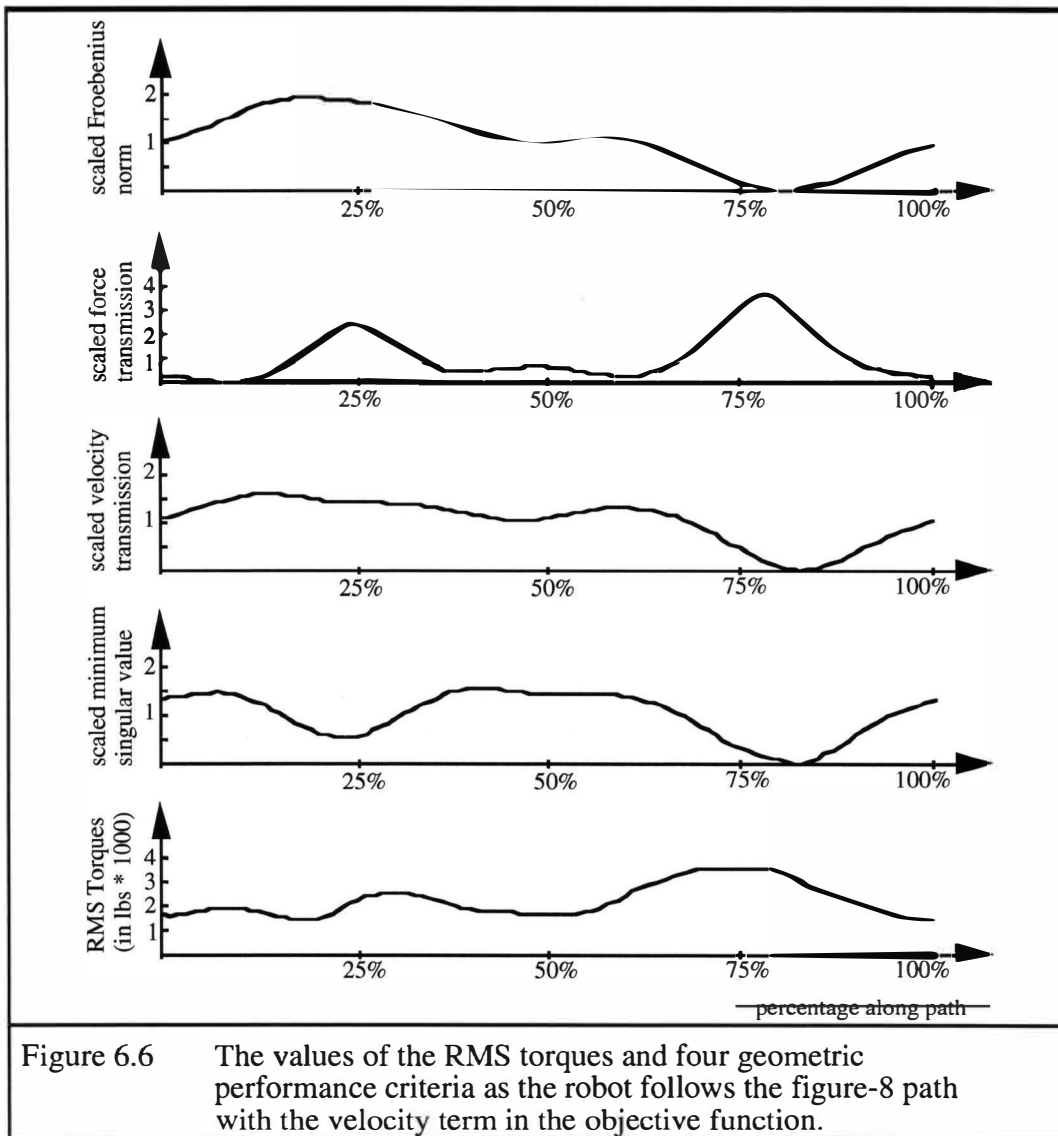 scaled Froebenius
norm
2
1
25% 50% 75% 100%
scaled force
transmission
4
3
2
1
25% 50% 75% 100%
scaled velocity
transmission
2
1
25% 50% 75% 100%
scaled minimum
singular value
2
1
25% 50% 75% 100%
RMS Torques
(in lbs * 1000)
4
3
2
1
25% 50% 75% 100%
percentage along path
Figure 6.6 The values of the RMS torques and four geometric
performance criteria as the robot follows the figure-8 path
with the velocity term in the objective function.